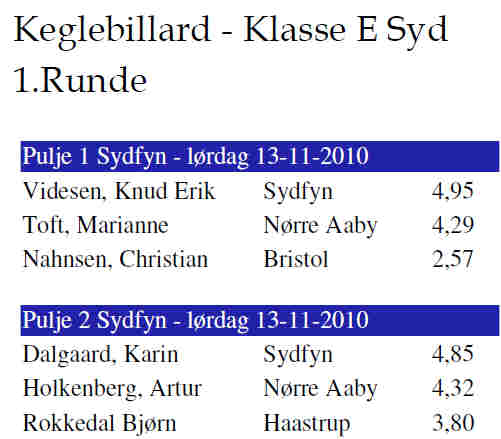 Keglebillard - Klasse E Syd
1.Runde
Pulje 1 Sydfyn - lørdag 13-11-2010
Videsen, Knud Erik Sydfyn 4,95
Toft, Marianne Nørre Aaby 4,29
Nahnsen, Christian Bristol 2,57
Pulje 2 Sydfyn - lørdag 13-11-2010
Dalgaard, Karin Sydfyn 4,85
Holkenberg, Artur Nørre Aaby 4,32
Rokkedal Bjørn Haastrup 3,80